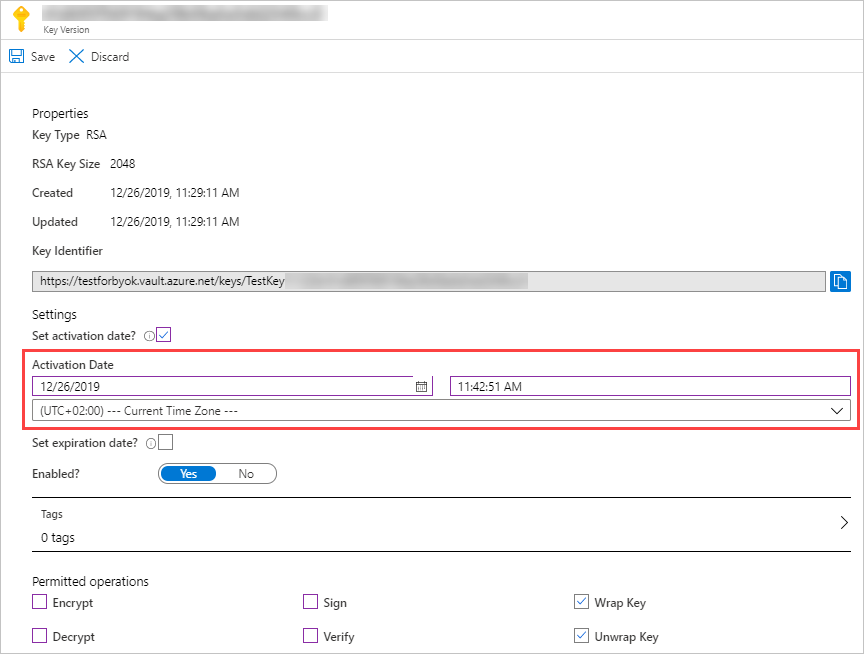 Key Version
Save Discard
Properties
Key Type RSA
RSA Key Size 2048
Created 12/26/2019, 11:29:11 AM
Updated 12/26/2019, 11:29:11 AM
Key Identifier
https://testforbyok.vault.azure.net/keys/TestKey
Settings
Set activation date?
Activation Date
12/26/2019 11:42:51 AM
(UTC+02:00) --- Current Time Zone ---
Set expiration date?
Enabled? Yes No
Tags
0 tags
Permitted operations
Encrypt Sign Wrap Key
Decrypt Verify Unwrap Key